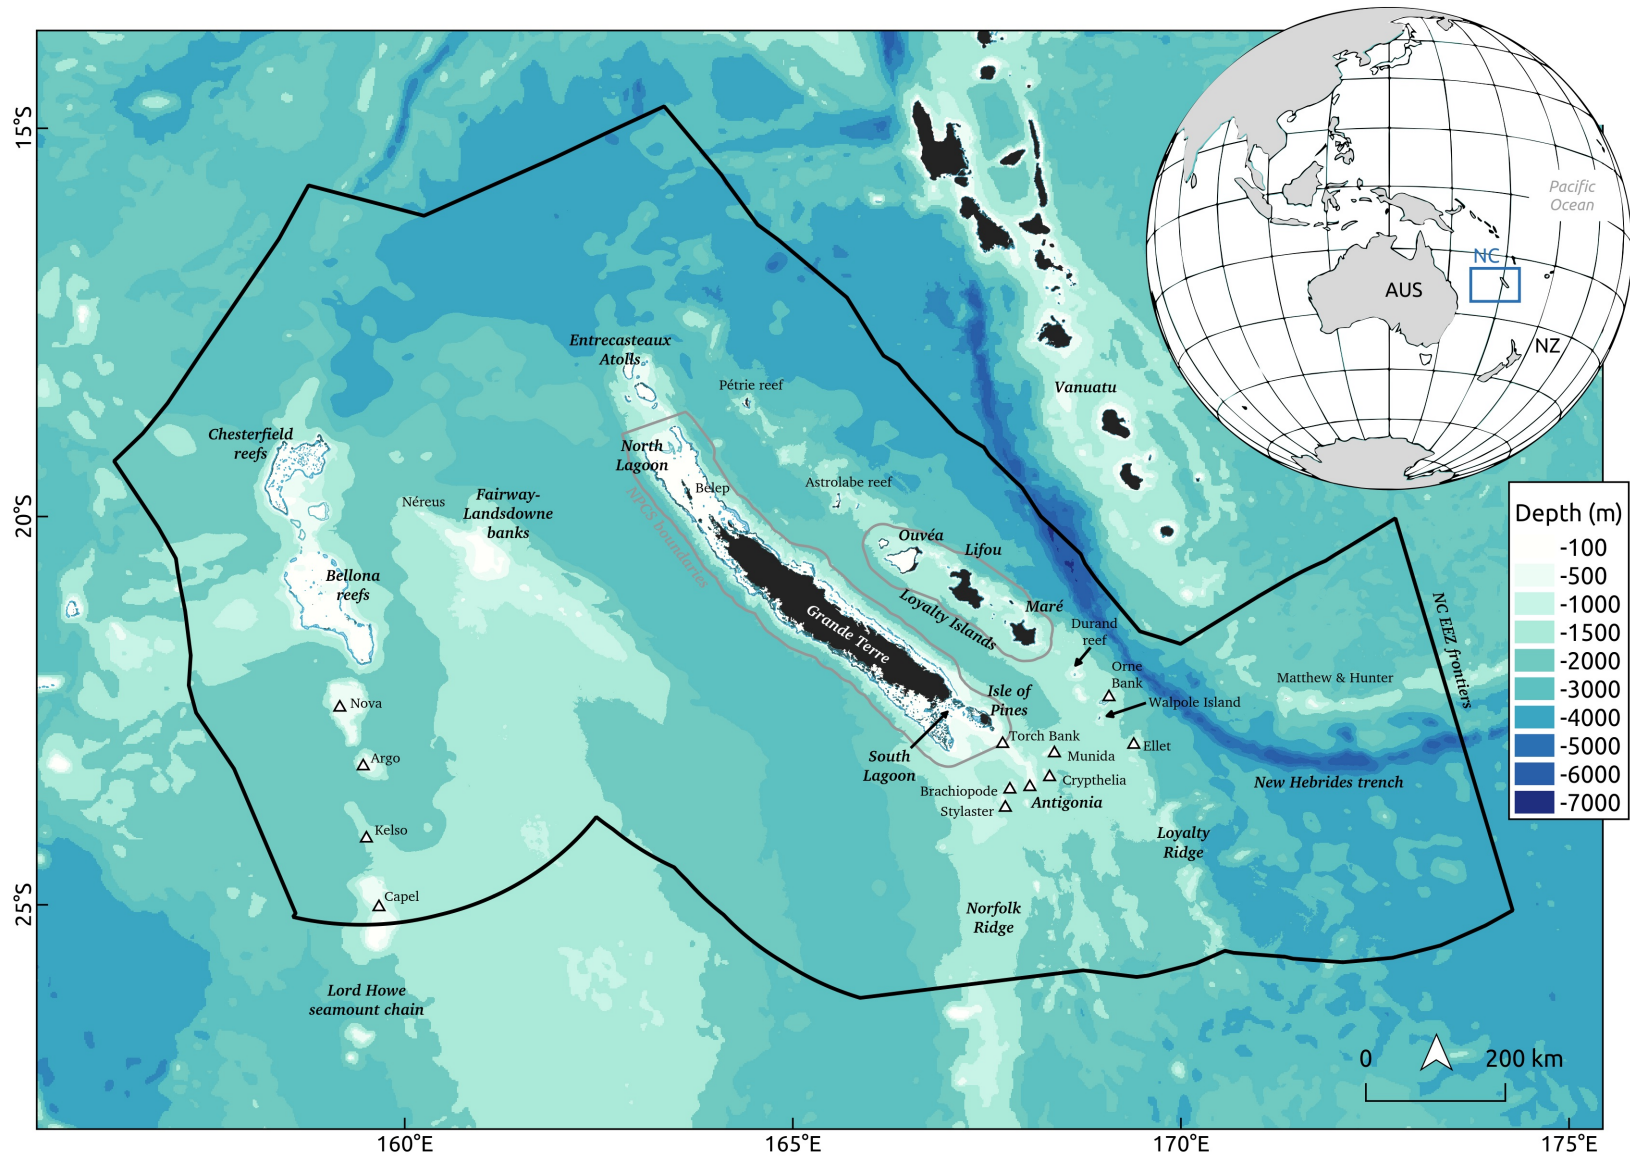 15°S
20°S
25°S
160°E
165°E
170°E
175°E
Pacific
Ocean
NC
AUS
NZ
Depth (m)
-100
-500
-1000
-1500
-2000
-3000
-4000
-5000
-6000
-7000
Entrecasteaux
Atolls
Pétrie reef
Vanuatu
Chesterfield
reefs
North
Lagoon
Belep
Astrolabe reef
Néreus
Fairway-
Landsdowne
banks
NPCS boundaries
Ouvéa
Lifou
Bellona
reefs
Loyalty Islands
Maré
Grande Terre
Durand
reef
Orne
Bank
NC EEZ frontiers
Matthew & Hunter
Isle of
Pines
Walpole Island
Nova
Torch Bank
Ellet
Argo
South
Lagoon
Munida
Crypthelia
New Hebrides trench
Brachiopode
Antigonia
Stylaster
Kelso
Loyalty
Ridge
Capel
Norfolk
Ridge
Lord Howe
seamount chain
0
200 km